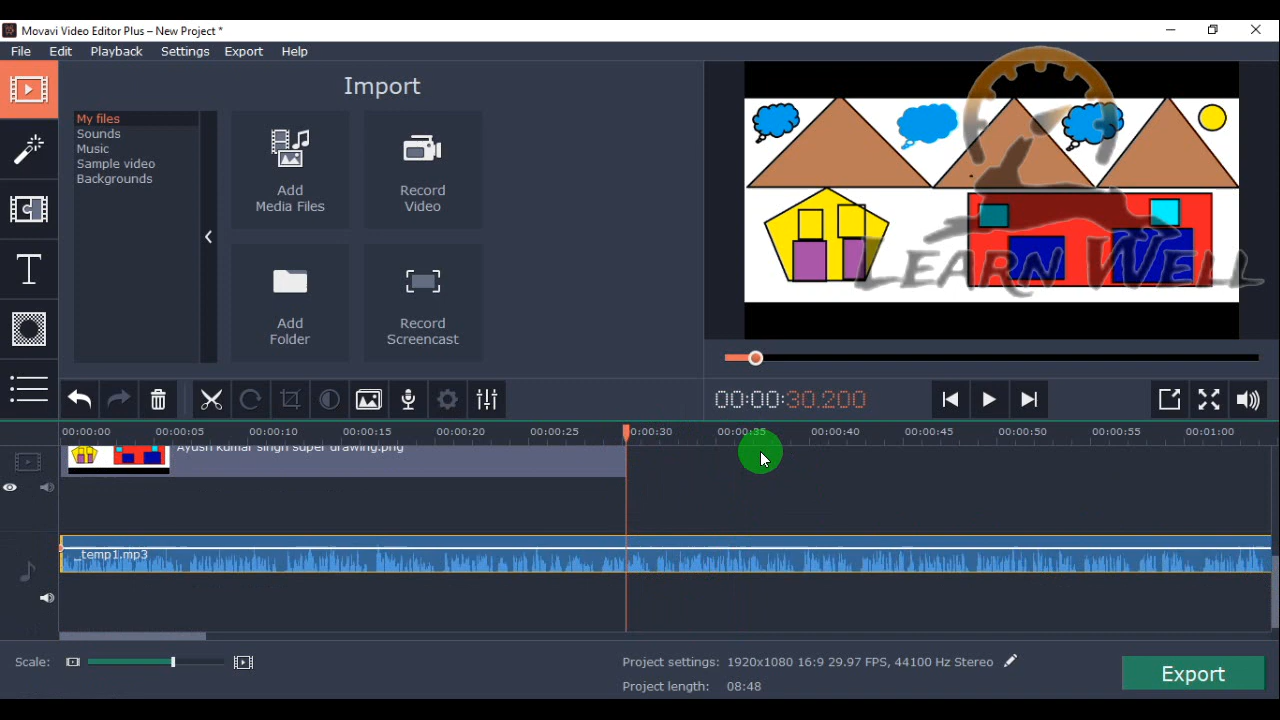 Movavi Video Editor Plus – New Project *
File Edit Playback Settings Export Help
Import
My files
Sounds
Music
Sample video
Backgrounds
Add
Media Files
Record
Video
Add
Folder
Record
Screencast
LEARN WELL
00:00:30.200
00:00:00 00:00:05 00:00:10 00:00:15 00:00:20 00:00:25 00:00:30 00:00:35 00:00:40 00:00:45 00:00:50 00:00:55 00:01:00
Ayush kumar singh super drawing.png
_temp1.mp3
Scale:
Project settings: 1920x1080 16:9 29.97 FPS, 44100 Hz Stereo
Project length: 08:48
Export